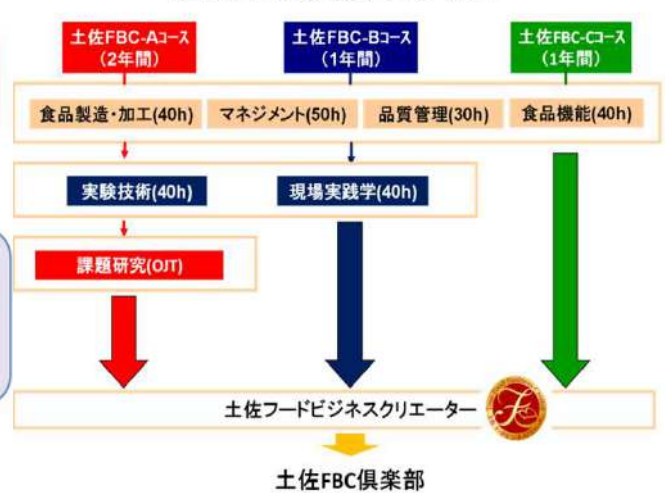 土佐FBC-Aコース
(2年間)
土佐FBC-Bコース
(1年間)
土佐FBC-Cコース
(1年間)
食品製造・加工(40h)
マネジメント(50h)
品質管理(30h)
食品機能(40h)
実験技術(40h)
現場実践学(40h)
課題研究(OJT)
土佐フードビジネスクリエーター
土佐FBC倶楽部